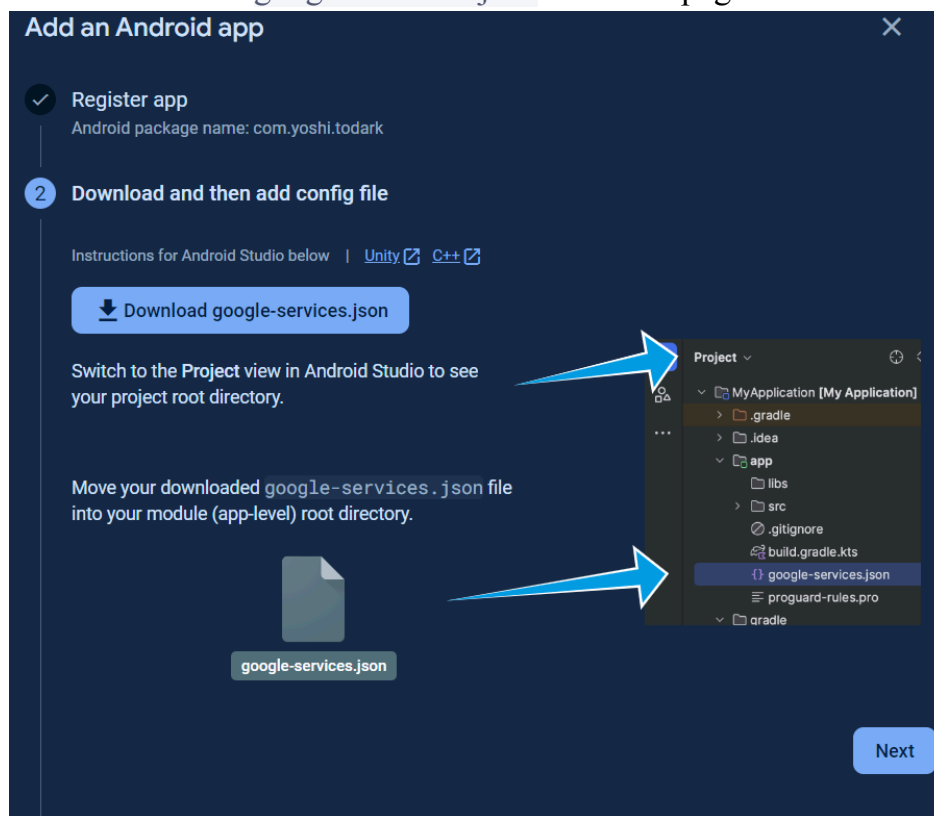 Add an Android app
Register app
Android package name: com.yoshi.todark
2
Download and then add config file
Instructions for Android Studio below | Unity C++
Download google-services.json
Switch to the Project view in Android Studio to see
your project root directory.
Move your downloaded google-services.json file
into your module (app-level) root directory.
google-services.json
Project
MyApplication [My Application]
.gradle
.idea
app
libs
src
.gitignore
build.gradle.kts
google-services.json
proguard-rules.pro
gradle
Next